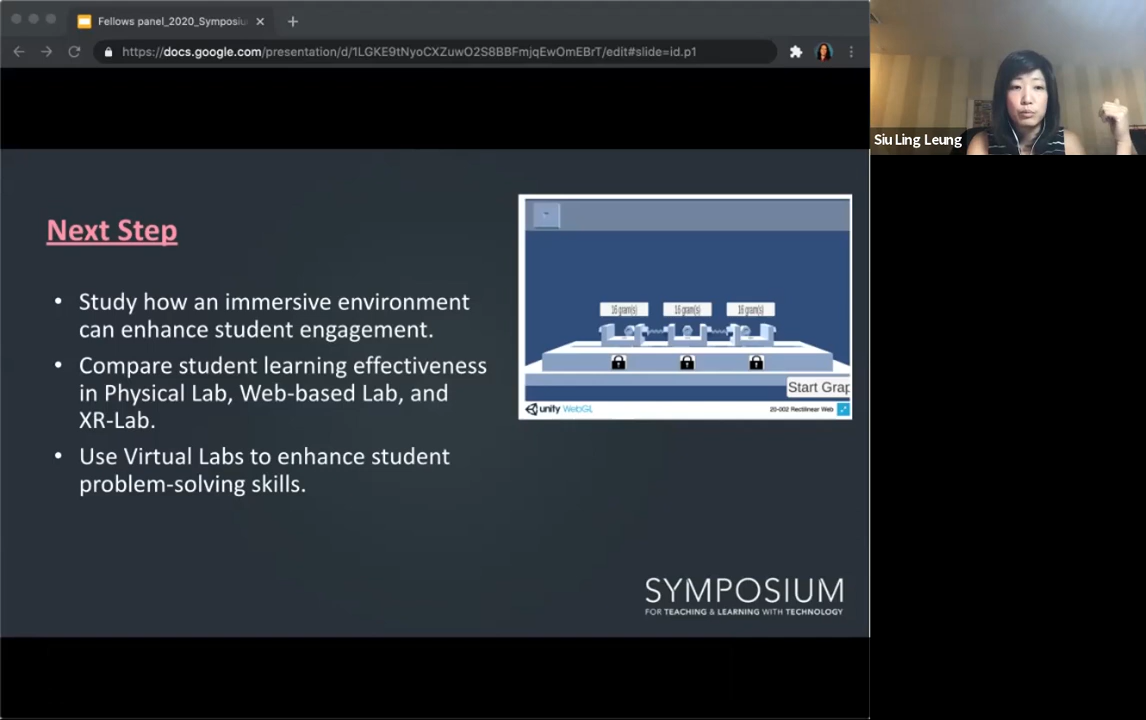 Fellows panel_2020_Symposiu
https://docs.google.com/presentation/d/1LGKE9tNyoCXZuwO2S8BBFmjqEwOmEBrT/edit#slide=id.p1
Siu Ling Leung
Next Step
• Study how an immersive environment
can enhance student engagement.
• Compare student learning effectiveness
in Physical Lab, Web-based Lab, and
XR-Lab.
• Use Virtual Labs to enhance student
problem-solving skills.
16 gram(s) 16 gram(s) 16 gram(s)
Start Grap
unity WebGL
20-002 Rectilinear Web
SYMPOSIUM
FOR TEACHING & LEARNING WITH TECHNOLOGY